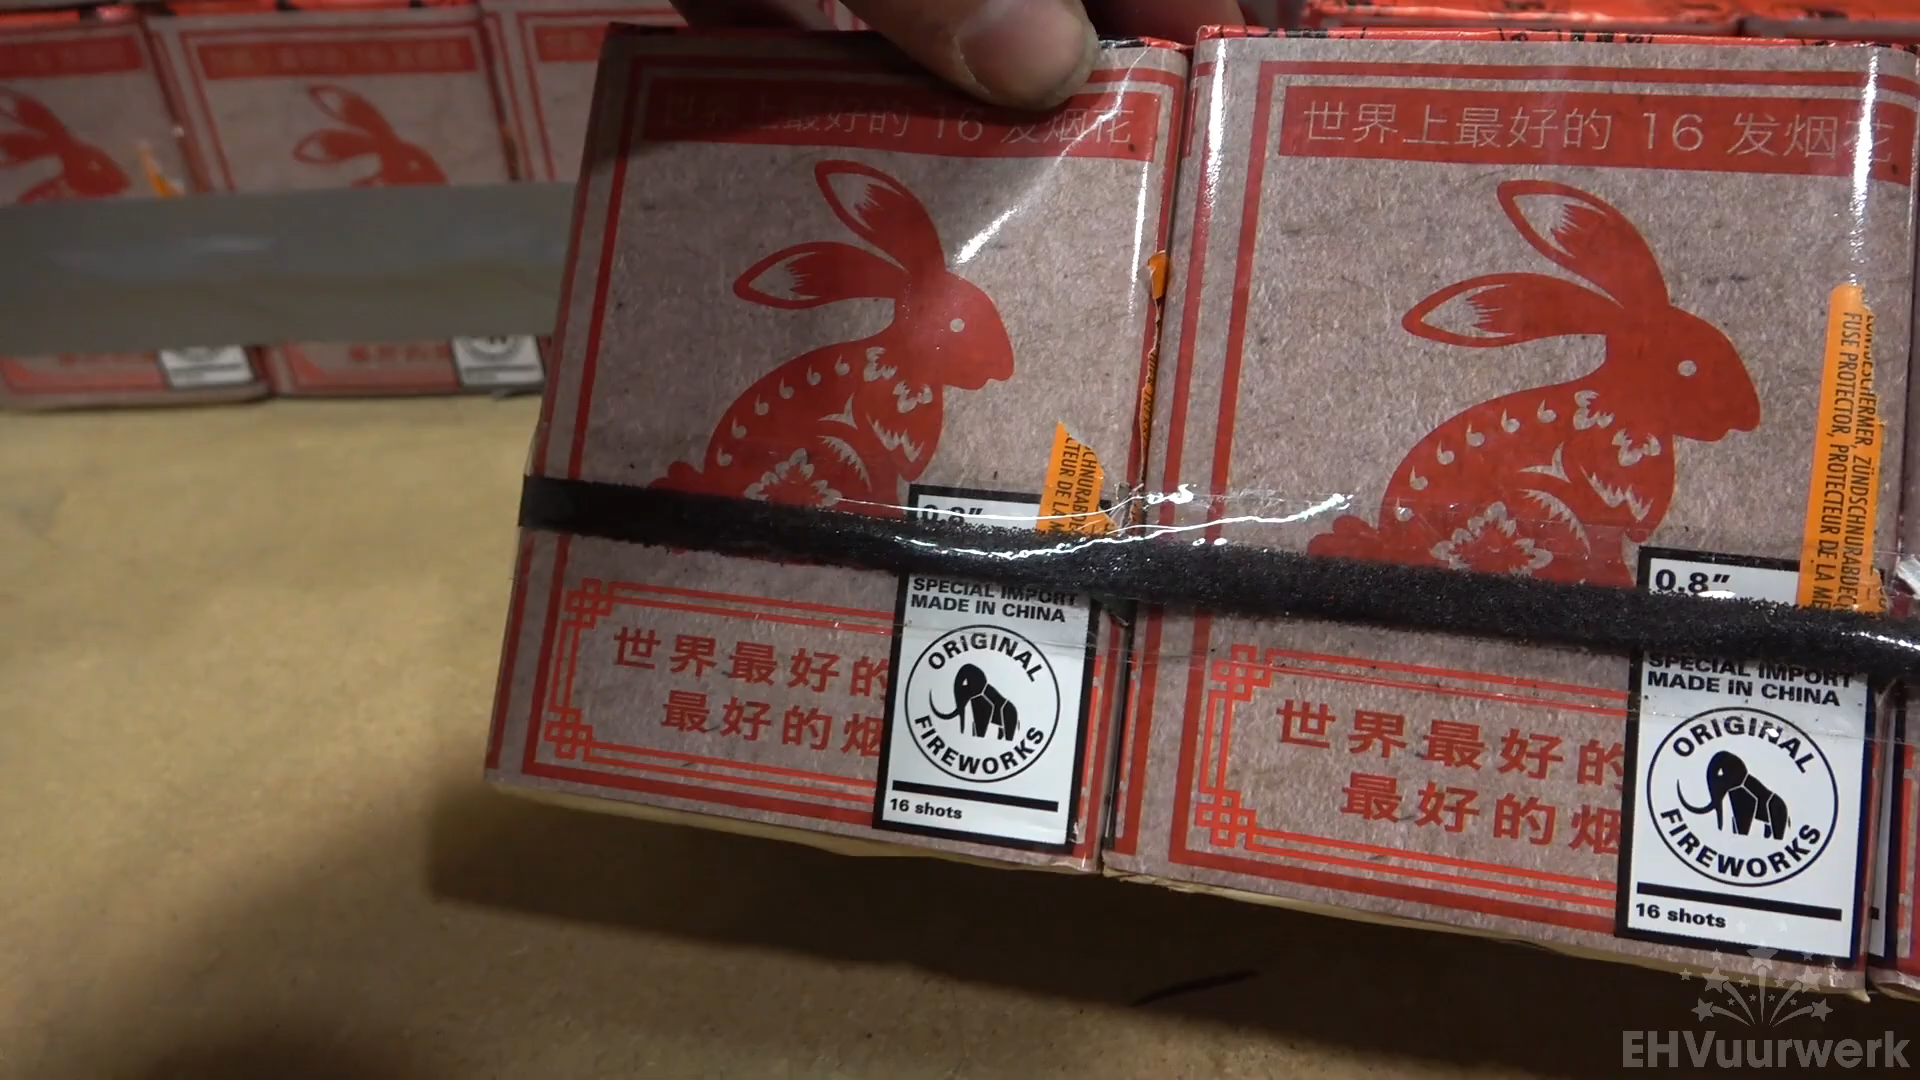 世界上最好的 16 发烟花
世界上最好的 16 发烟花
FUSE PROTECTOR, PROTECTEUR DE LA ME
0.8"
SPECIAL IMPORT
MADE IN CHINA
ORIGINAL
FIREWORKS
16 shots
世界最好的
最好的烟
0.8"
SPECIAL IMPORT
MADE IN CHINA
ORIGINAL
FIREWORKS
16 shots
世界最好的
最好的烟
EHVuurwerk